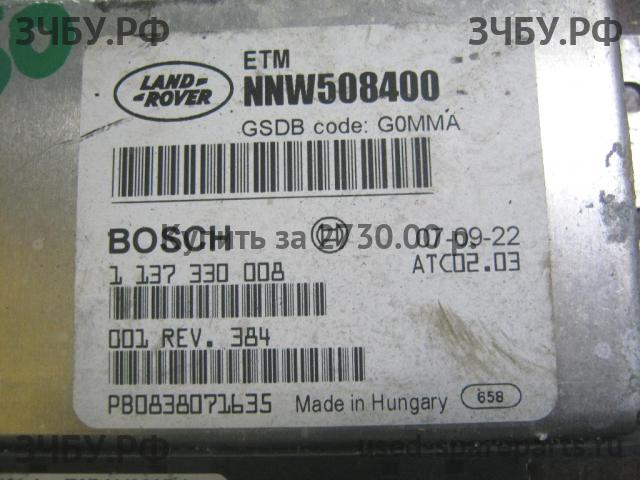 ЗЧБУ.РФ ЗЧБУ.РФ
LAND-
-ROVER
ETM
NNW508400
GSDB code: G0MMA
BOSCH 07-09-22
Купить за 2730.00 р.
1 137 330 008 ATC02.03
001 REV. 384
PB0838071635 Made in Hungary 658
ЗЧБУ.РФ used-spareparts.ru